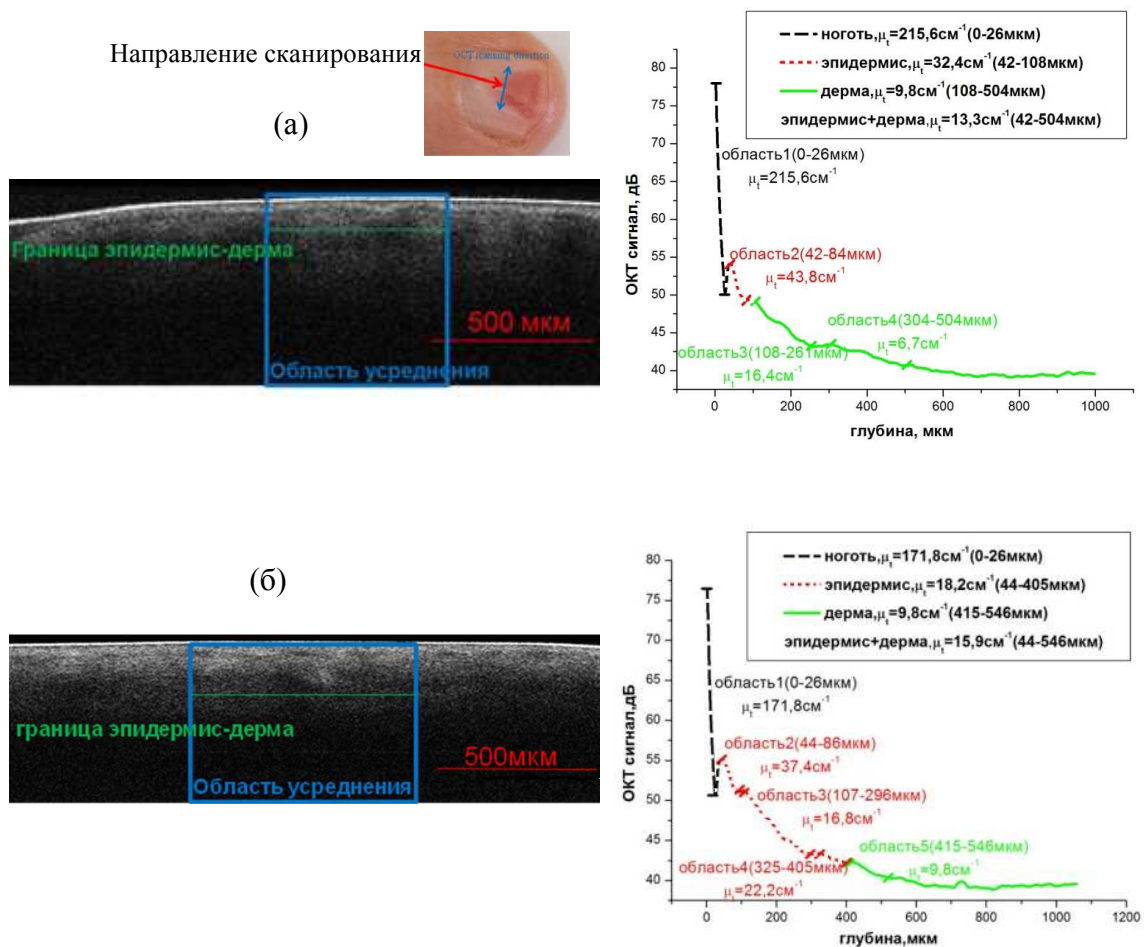 Направление сканирования
OCT scanning direction
(а)
Граница эпидермис-дерма
500 мкм
Область усреднения
ноготь,μt=215,6см-1(0-26мкм)
эпидермис,μt=32,4см-1(42-108мкм)
дерма,μt=9,8см-1(108-504мкм)
эпидермис+дерма,μt=13,3см-1(42-504мкм)
область1(0-26мкм)
μt=215,6см-1
область2(42-84мкм)
μt=43,8см-1
область4(304-504мкм)
μt=6,7см-1
область3(108-261мкм)
μt=16,4см-1
ОКТ сигнал, дБ
80
75
70
65
60
55
50
45
40
0 200 400 600 800 1000
глубина, мкм
(б)
граница эпидермис-дерма
500мкм
Область усреднения
ноготь,μt=171,8см-1(0-26мкм)
эпидермис,μt=18,2см-1(44-405мкм)
дерма,μt=9,8см-1(415-546мкм)
эпидермис+дерма,μt=15,9см-1(44-546мкм)
область1(0-26мкм)
μt=171,8см-1
область2(44-86мкм)
μt=37,4см-1
область3(107-296мкм)
μt=16,8см-1
область5(415-546мкм)
μt=9,8см-1
область4(325-405мкм)
μt=22,2см-1
ОКТ сигнал,дБ
80
75
70
65
60
55
50
45
40
0 200 400 600 800 1000 1200
глубина,мкм